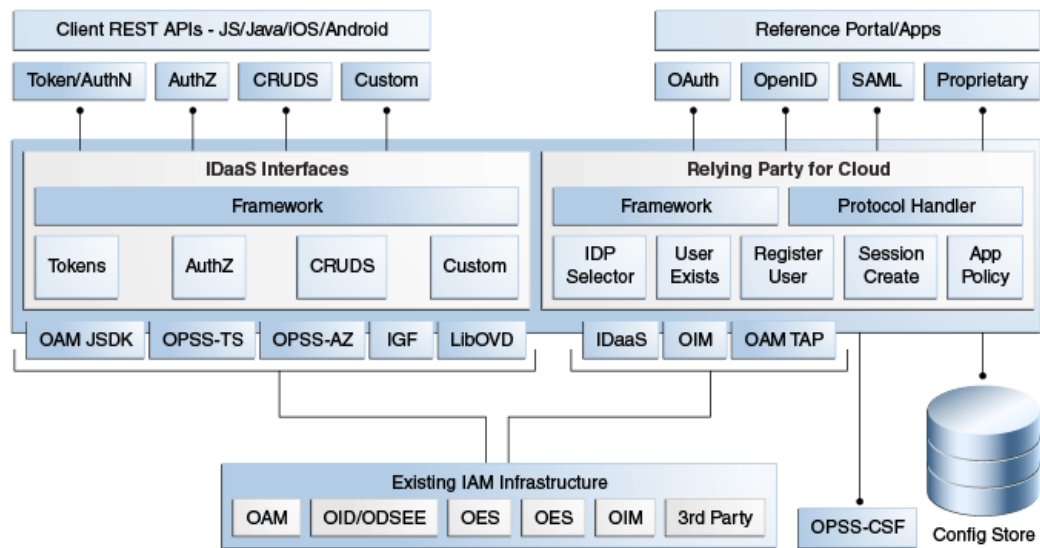 Client REST APIs - JS/Java/iOS/Android
Reference Portal/Apps
Token/AuthN
AuthZ
CRUDS
Custom
OAuth
OpenID
SAML
Proprietary
IDaaS Interfaces
Relying Party for Cloud
Framework
Framework
Protocol Handler
Tokens
AuthZ
CRUDS
Custom
IDP
Selector
User
Exists
Register
User
Session
Create
App
Policy
OAM JSDK
OPSS-TS
OPSS-AZ
IGF
LibOVD
IDaaS
OIM
OAM TAP
Existing IAM Infrastructure
OAM
OID/ODSEE
OES
OES
OIM
3rd Party
OPSS-CSF
Config Store